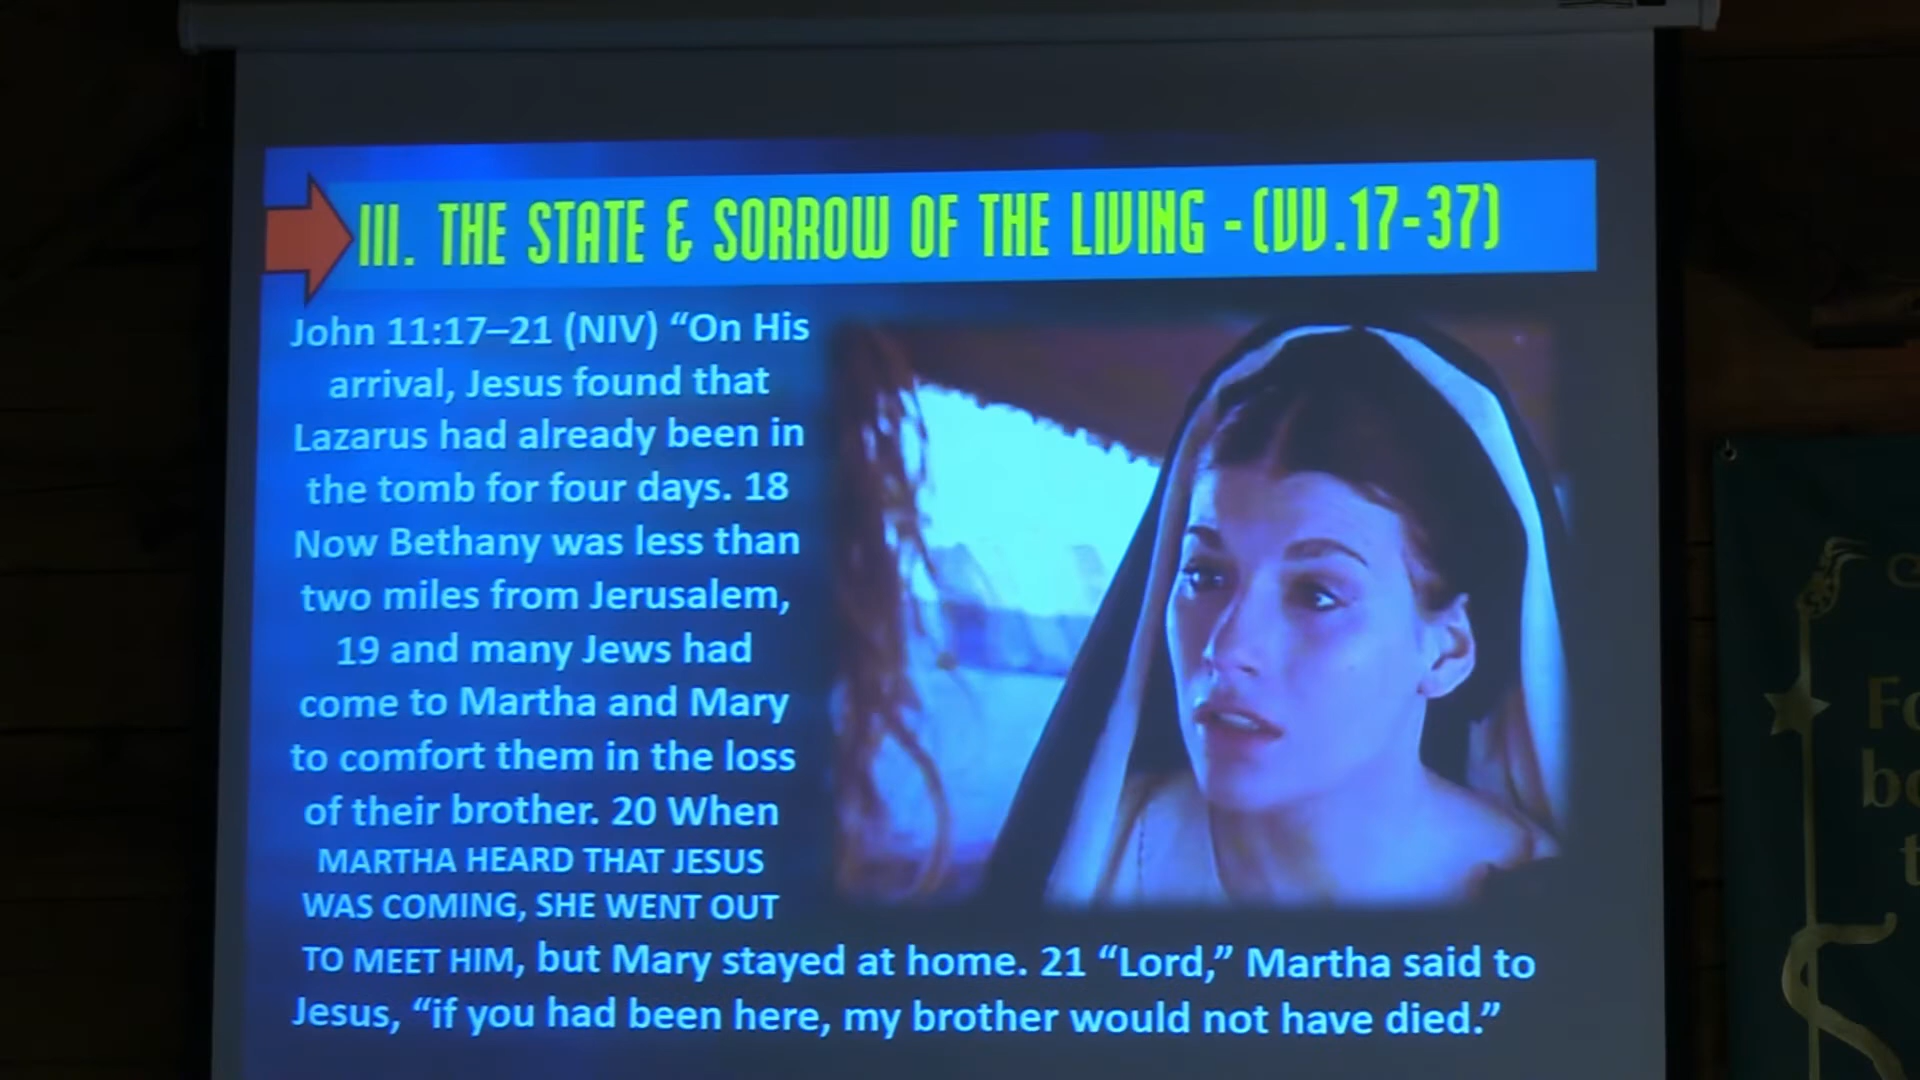 III. THE STATE & SORROW OF THE LIVING - (VV.17-37)
John 11:17–21 (NIV) “On His
arrival, Jesus found that
Lazarus had already been in
the tomb for four days. 18
Now Bethany was less than
two miles from Jerusalem,
19 and many Jews had
come to Martha and Mary
to comfort them in the loss
of their brother. 20 When
MARTHA HEARD THAT JESUS
WAS COMING, SHE WENT OUT
TO MEET HIM, but Mary stayed at home. 21 “Lord,” Martha said to
Jesus, “if you had been here, my brother would not have died.”